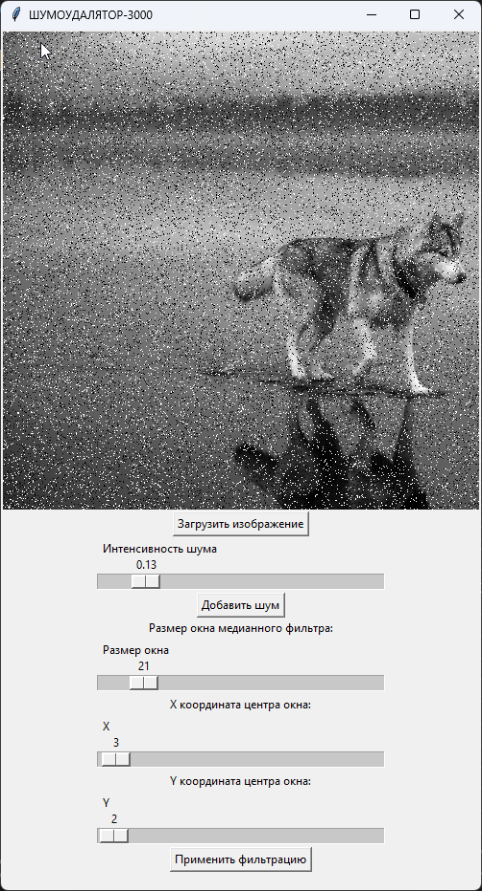 ШУМОУДАЛЯТОР-3000
Загрузить изображение
Интенсивность шума
0.13
Добавить шум
Размер окна медианного фильтра:
Размер окна
21
X координата центра окна:
X
3
Y координата центра окна:
Y
2
Применить фильтрацию